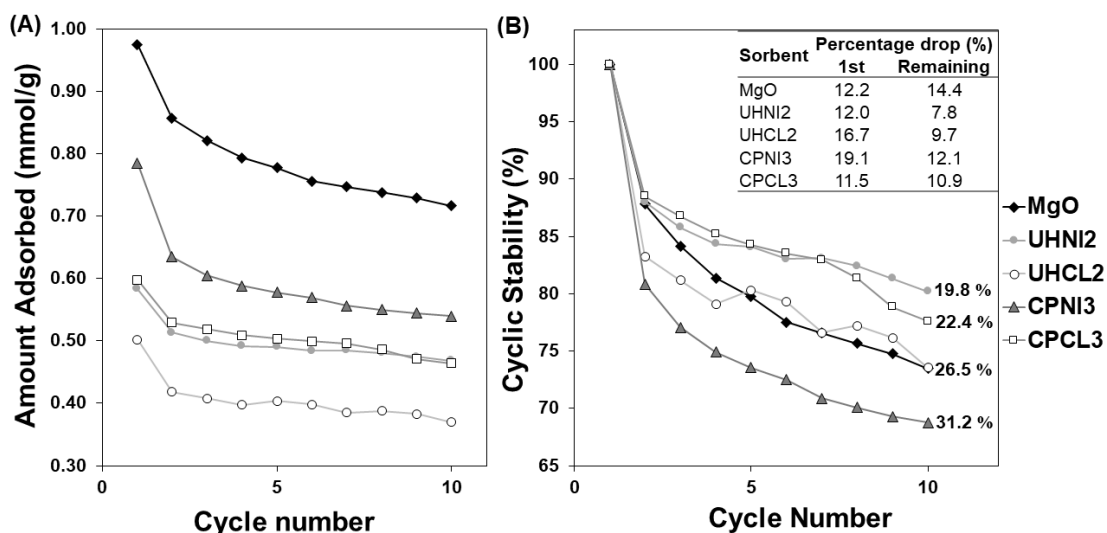 (A)
1.00
0.90
0.80
0.70
0.60
0.50
0.40
0.30
Amount Adsorbed (mmol/g)
0 5 10
Cycle number
(B)
100
95
90
85
80
75
70
65
Cyclic Stability (%)
0 5 10
Cycle Number
Sorbent Percentage drop (%)
1st Remaining
MgO 12.2 14.4
UHNI2 12.0 7.8
UHCL2 16.7 9.7
CPNI3 19.1 12.1
CPCL3 11.5 10.9
19.8 %
22.4 %
26.5 %
31.2 %
MgO
UHNI2
UHCL2
CPNI3
CPCL3